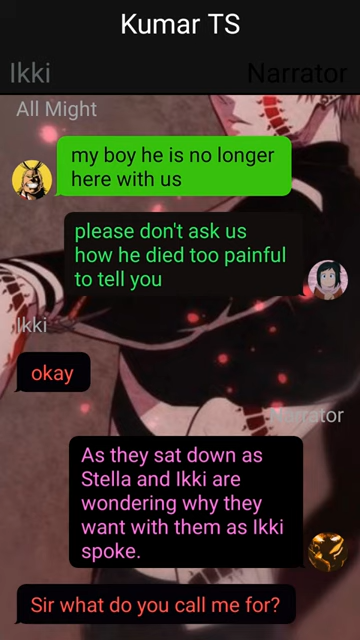 Kumar TS
Ikki
Narrator
All Might
my boy he is no longer
here with us
please don't ask us
how he died too painful
to tell you
Ikki
okay
Narrator
As they sat down as
Stella and Ikki are
wondering why they
want with them as Ikki
spoke.
Sir what do you call me for?